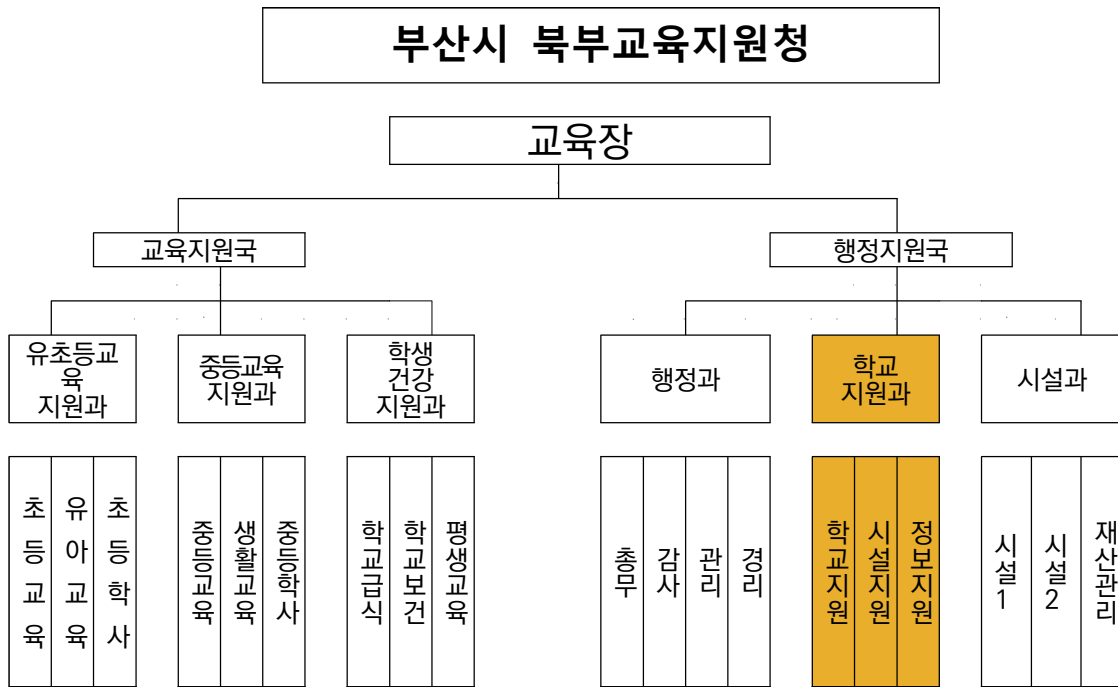 부산시 북부교육지원청
교육장
교육지원국
행정지원국
유초등교
육
지원과
중등교육
지원과
학생
건강
지원과
행정과
학교
지원과
시설과
초등교육
유아교육
초등학사
중등교육
생활교육
중등학사
학교급식
학교보건
평생교육
총무
감사
관리
경리
학교지원
시설지원
정보지원
시설1
시설2
재산관리